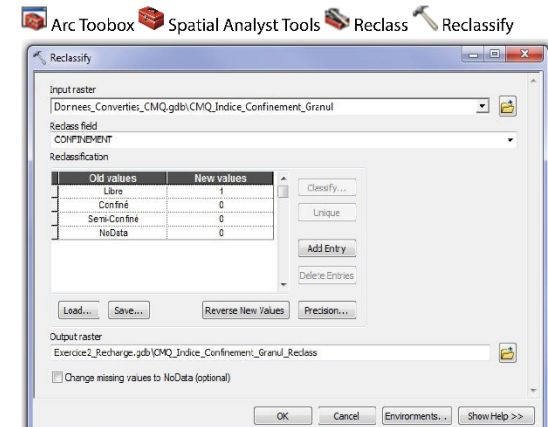 Arc Toobox Spatial Analyst Tools Reclass Reclassify
Reclassify
Input raster
Donnees_Converties_CMQ.gdb\CMQ_Indice_Confinement_Granul
Reclass field
CONFINEMENT
Reclassification
Old values New values
Libre 1
Confiné 0
Semi-Confiné 0
NoData 0
Classify...
Unique
Add Entry
Delete Entries
Load... Save... Reverse New Values Precision...
Output raster
Exercice2_Recharge.gdb\CMQ_Indice_Confinement_Granul_Reclass
Change missing values to NoData (optional)
OK Cancel Environments.. Show Help >>